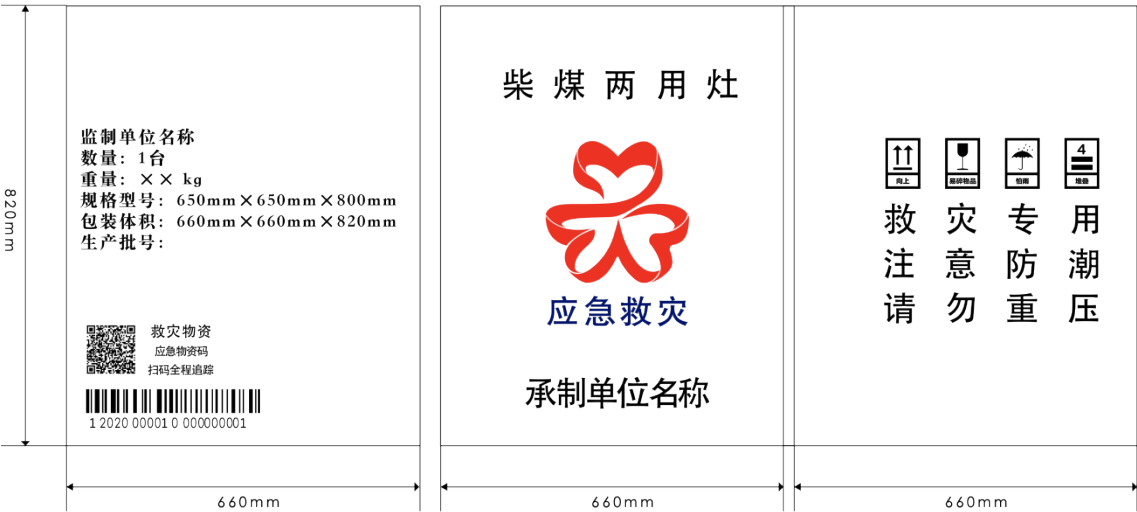 820mm
监制单位名称
数量：1台
重量：×× kg
规格型号：650mm×650mm×800mm
包装体积：660mm×660mm×820mm
生产批号：
救灾物资
应急物资码
扫码全程追踪
1 2020 00001 0 000000001
660mm
柴煤两用灶
应急救灾
承制单位名称
660mm
向上
易碎物品
怕雨
4
堆叠
救灾专用
注意防潮
请勿重压
660mm